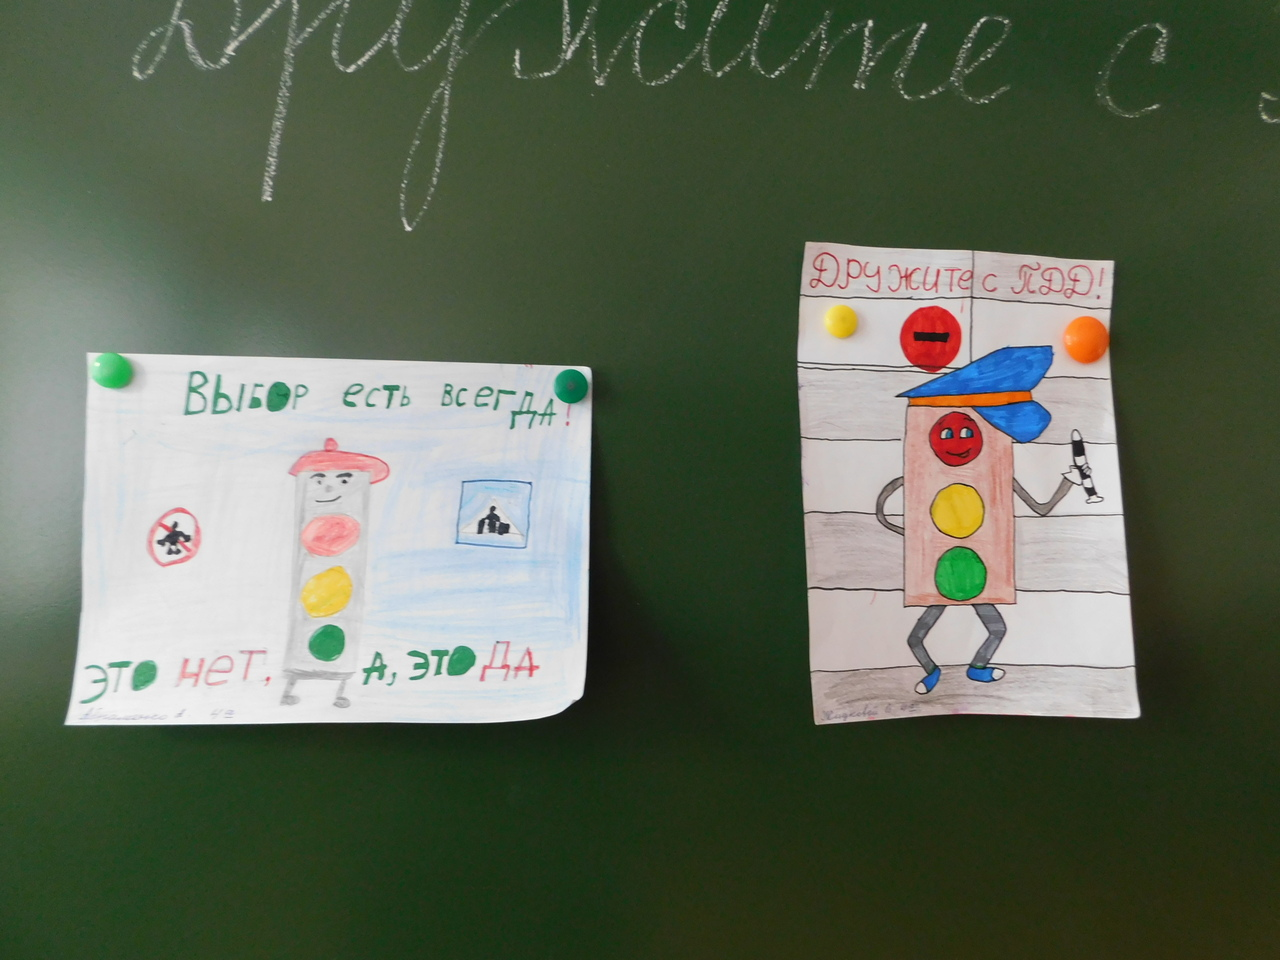 Дружите с
Выбор есть всегда!
это нет, а, это да
Дружите с ПДД!